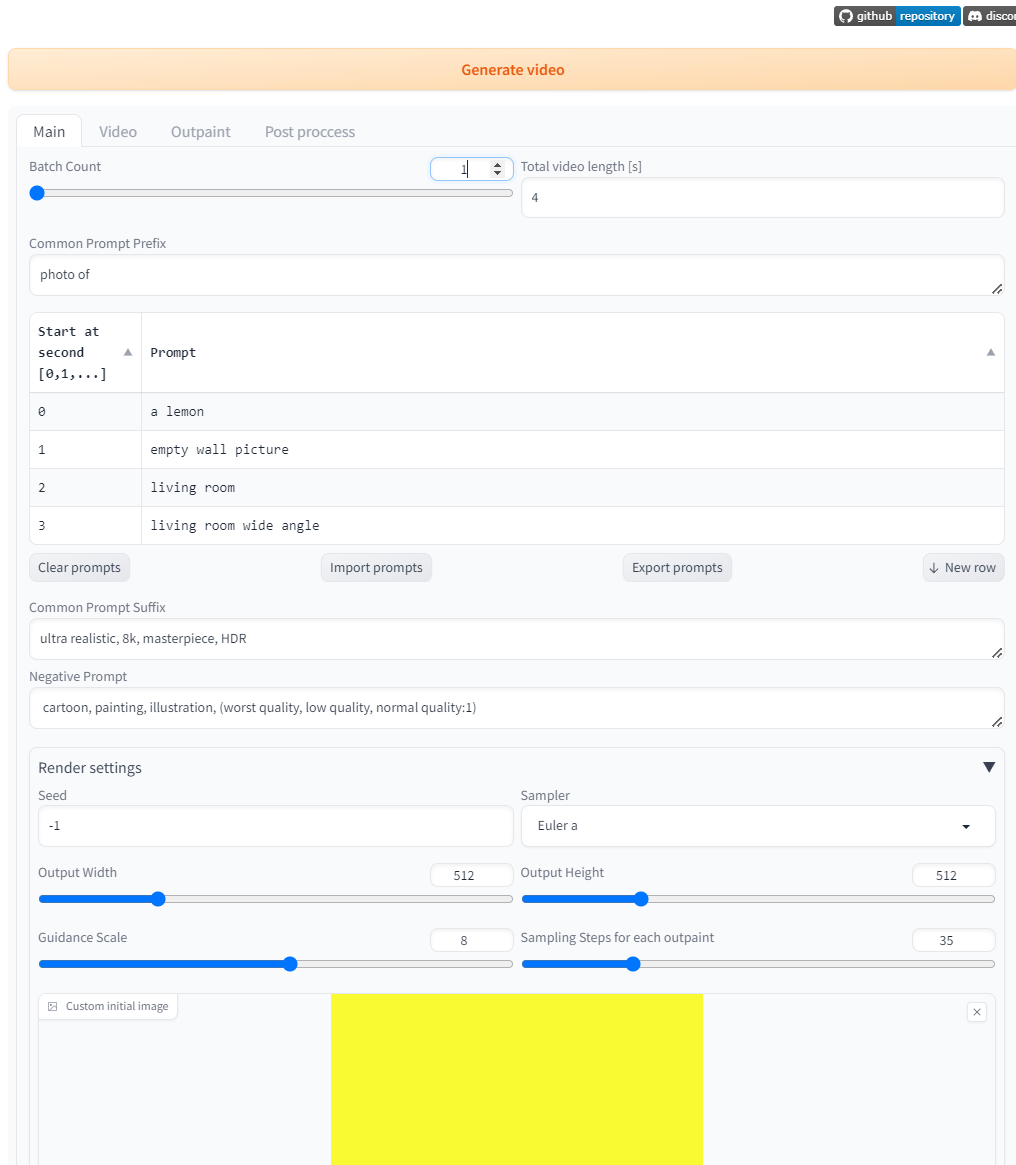 github repository
Generate video
Main Video Outpaint Post proccess
Batch Count 1 Total video length [s]
4
Common Prompt Prefix
photo of
Start at
second
[0,1,...]
Prompt
0 a lemon
1 empty wall picture
2 living room
3 living room wide angle
Clear prompts Import prompts Export prompts ↓ New row
Common Prompt Suffix
ultra realistic, 8k, masterpiece, HDR
Negative Prompt
cartoon, painting, illustration, (worst quality, low quality, normal quality:1)
Render settings
Seed Sampler
-1 Euler a
Output Width 512 Output Height 512
Guidance Scale 8 Sampling Steps for each outpaint 35
Custom initial image